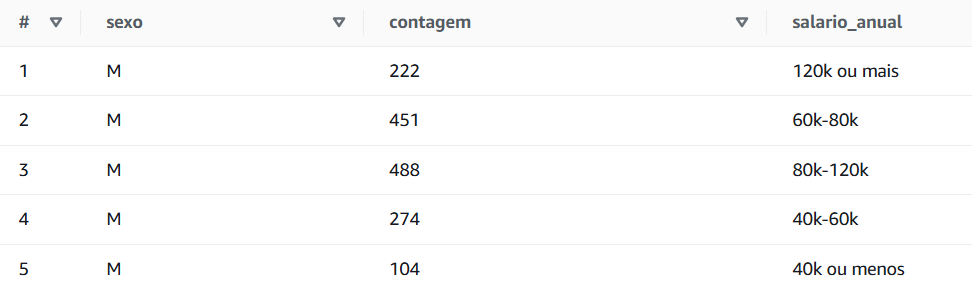 # sexo contagem salario_anual
1 M 222 120k ou mais
2 M 451 60k-80k
3 M 488 80k-120k
4 M 274 40k-60k
5 M 104 40k ou menos